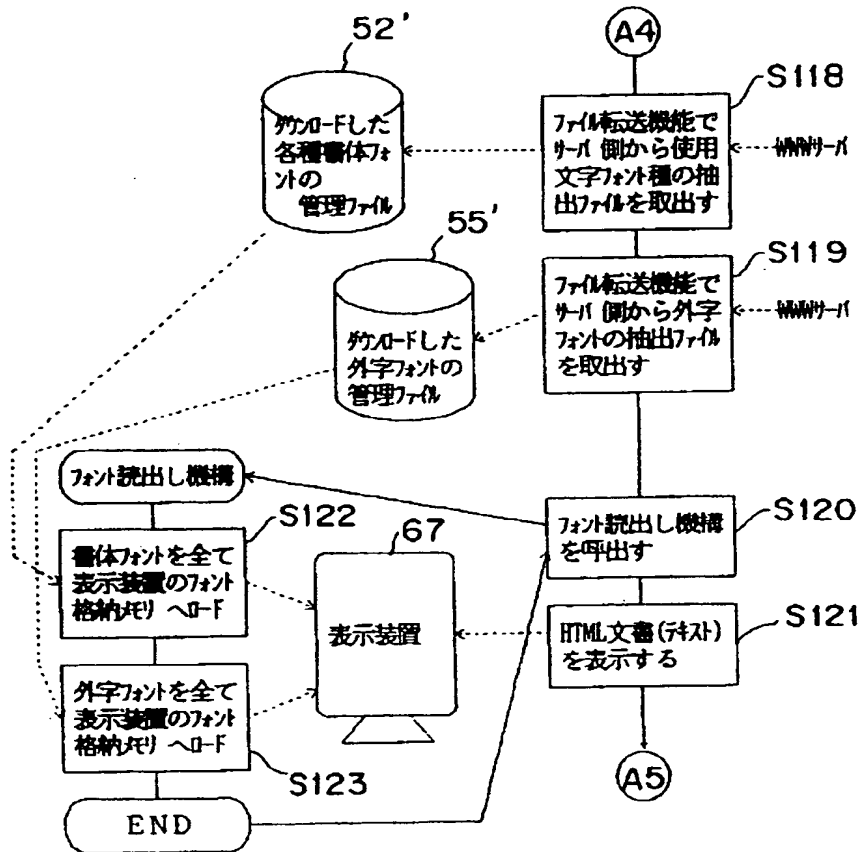 52'
A4
S118
ダウンロードした
各種書体フォ
ントの
管理ファイル
ファイル転送機能で
サーバ側から使用
文字フォント種の抽
出ファイルを取出す
WWWサーバ
55'
S119
ダウンロードした
外字フォントの
管理ファイル
ファイル転送機能で
サーバ側から外字
フォントの抽出ファイル
を取出す
WWWサーバ
フォント読出し機構
S122
書体フォントを全て
表示装置のフォント
格納メモリへロード
67
表示装置
S120
フォント読出し機構
を呼出す
S121
HTML文書(テキスト)
を表示する
外字フォントを全て
表示装置のフォント
格納メモリへロード
S123
END
A5